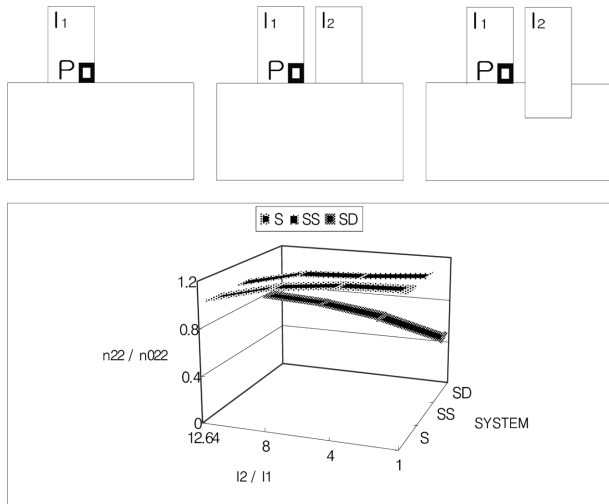 I1
P
I1
I2
P
I1
I2
P
S SS SD
1.2
0.8
0.4
0
n22 / n022
12.64
8
4
1
I2 / I1
S
SS
SD
SYSTEM